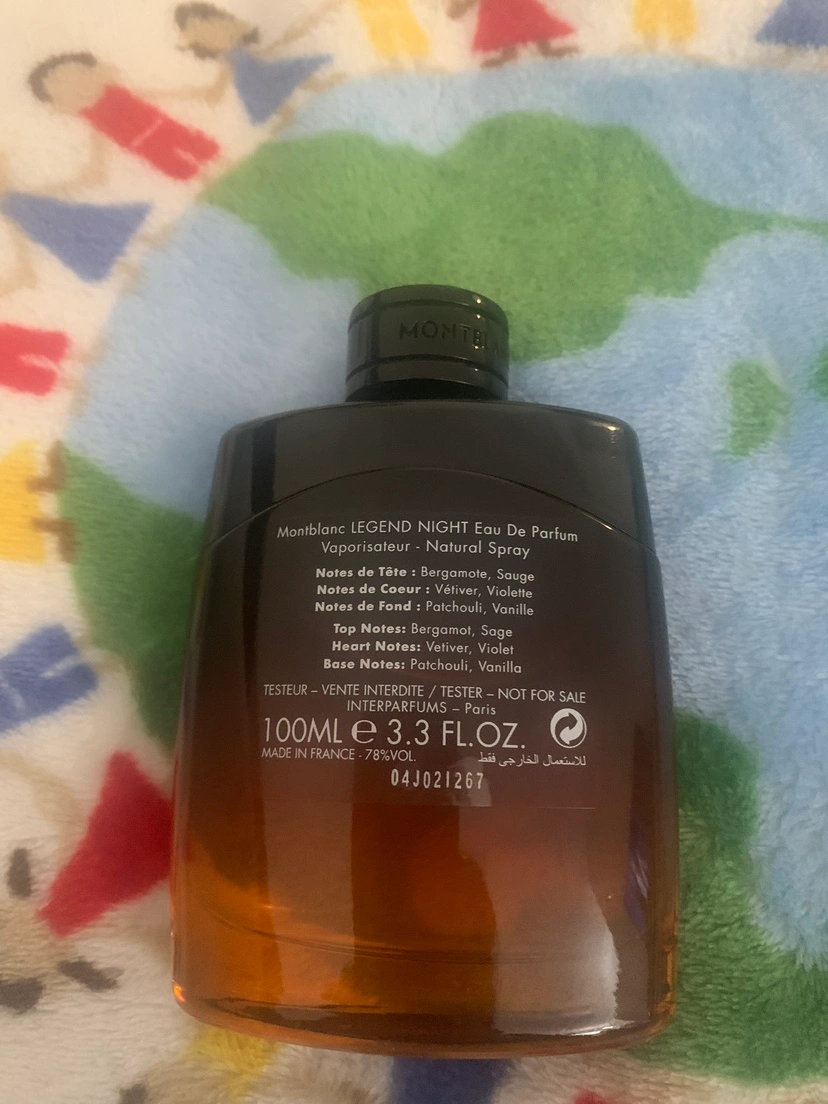 MONTBLAN
Montblanc LEGEND NIGHT Eau De Parfum
Vaporisateur - Natural Spray
Notes de Tête : Bergamote, Sauge
Notes de Coeur : Vétiver, Violette
Notes de Fond : Patchouli, Vanille
Top Notes: Bergamot, Sage
Heart Notes: Vetiver, Violet
Base Notes: Patchouli, Vanilla
TESTEUR – VENTE INTERDITE / TESTER – NOT FOR SALE
INTERPARFUMS – Paris
100ML ℮ 3.3 FL.OZ.
MADE IN FRANCE - 78%VOL. للاستعمال الخارجي فقط
04J021267